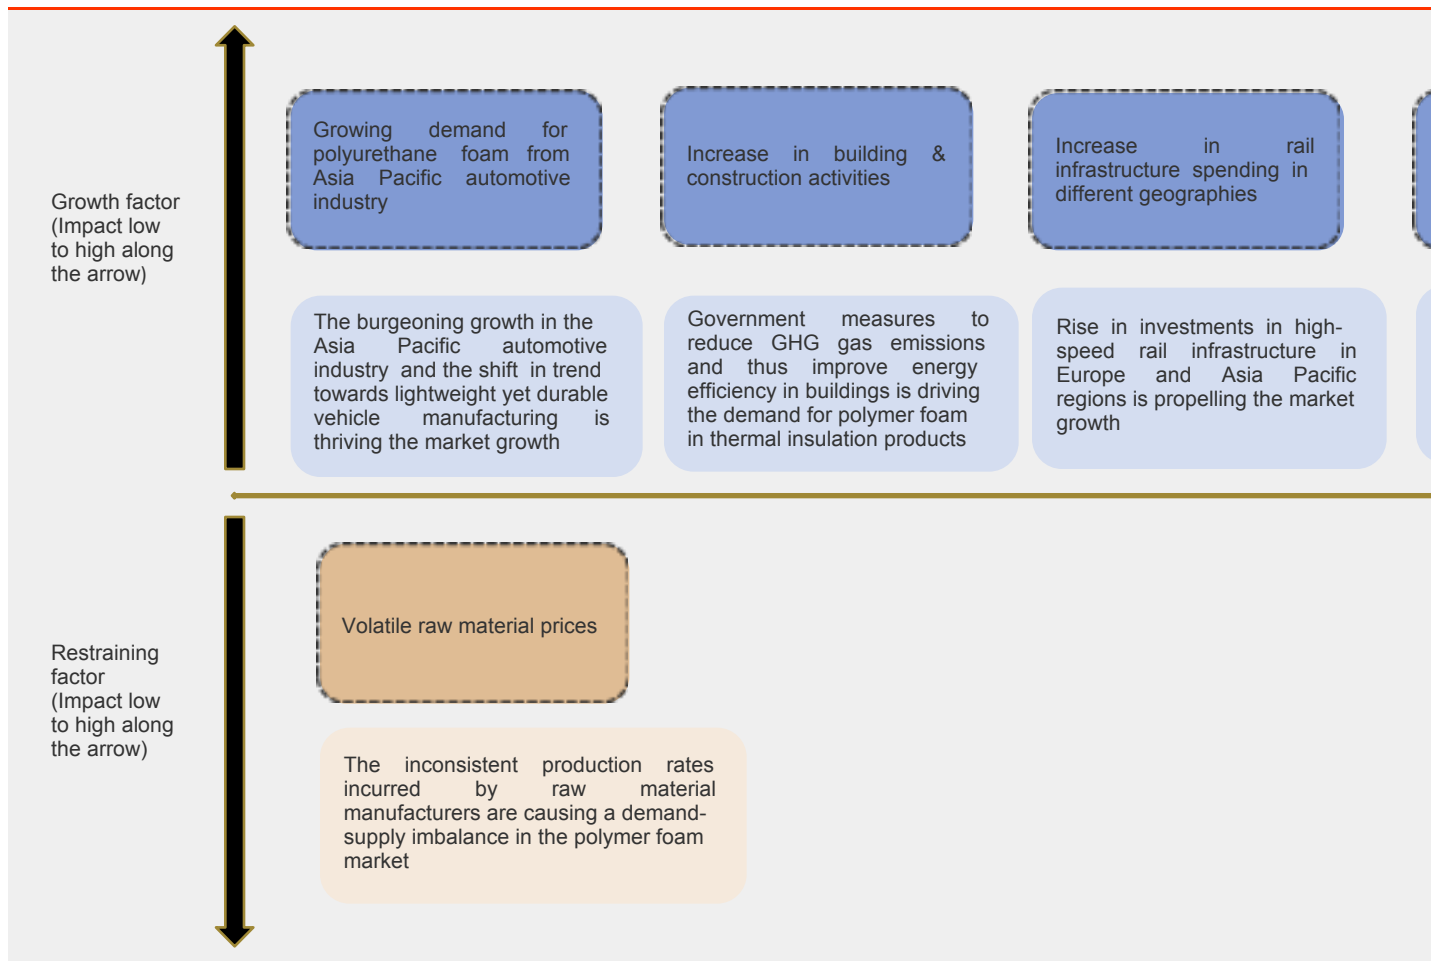 Growth factor
(Impact low
to high along
the arrow)
Growing demand for
polyurethane foam from
Asia Pacific automotive
industry
Increase in building &
construction activities
Increase in rail
infrastructure spending in
different geographies
The burgeoning growth in the
Asia Pacific automotive
industry and the shift in trend
towards lightweight yet durable
vehicle manufacturing is
thriving the market growth
Government measures to
reduce GHG gas emissions
and thus improve energy
efficiency in buildings is driving
the demand for polymer foam
in thermal insulation products
Rise in investments in high-
speed rail infrastructure in
Europe and Asia Pacific
regions is propelling the market
growth
Restraining
factor
(Impact low
to high along
the arrow)
Volatile raw material prices
The inconsistent production rates
incurred by raw material
manufacturers are causing a demand-
supply imbalance in the polymer foam
market